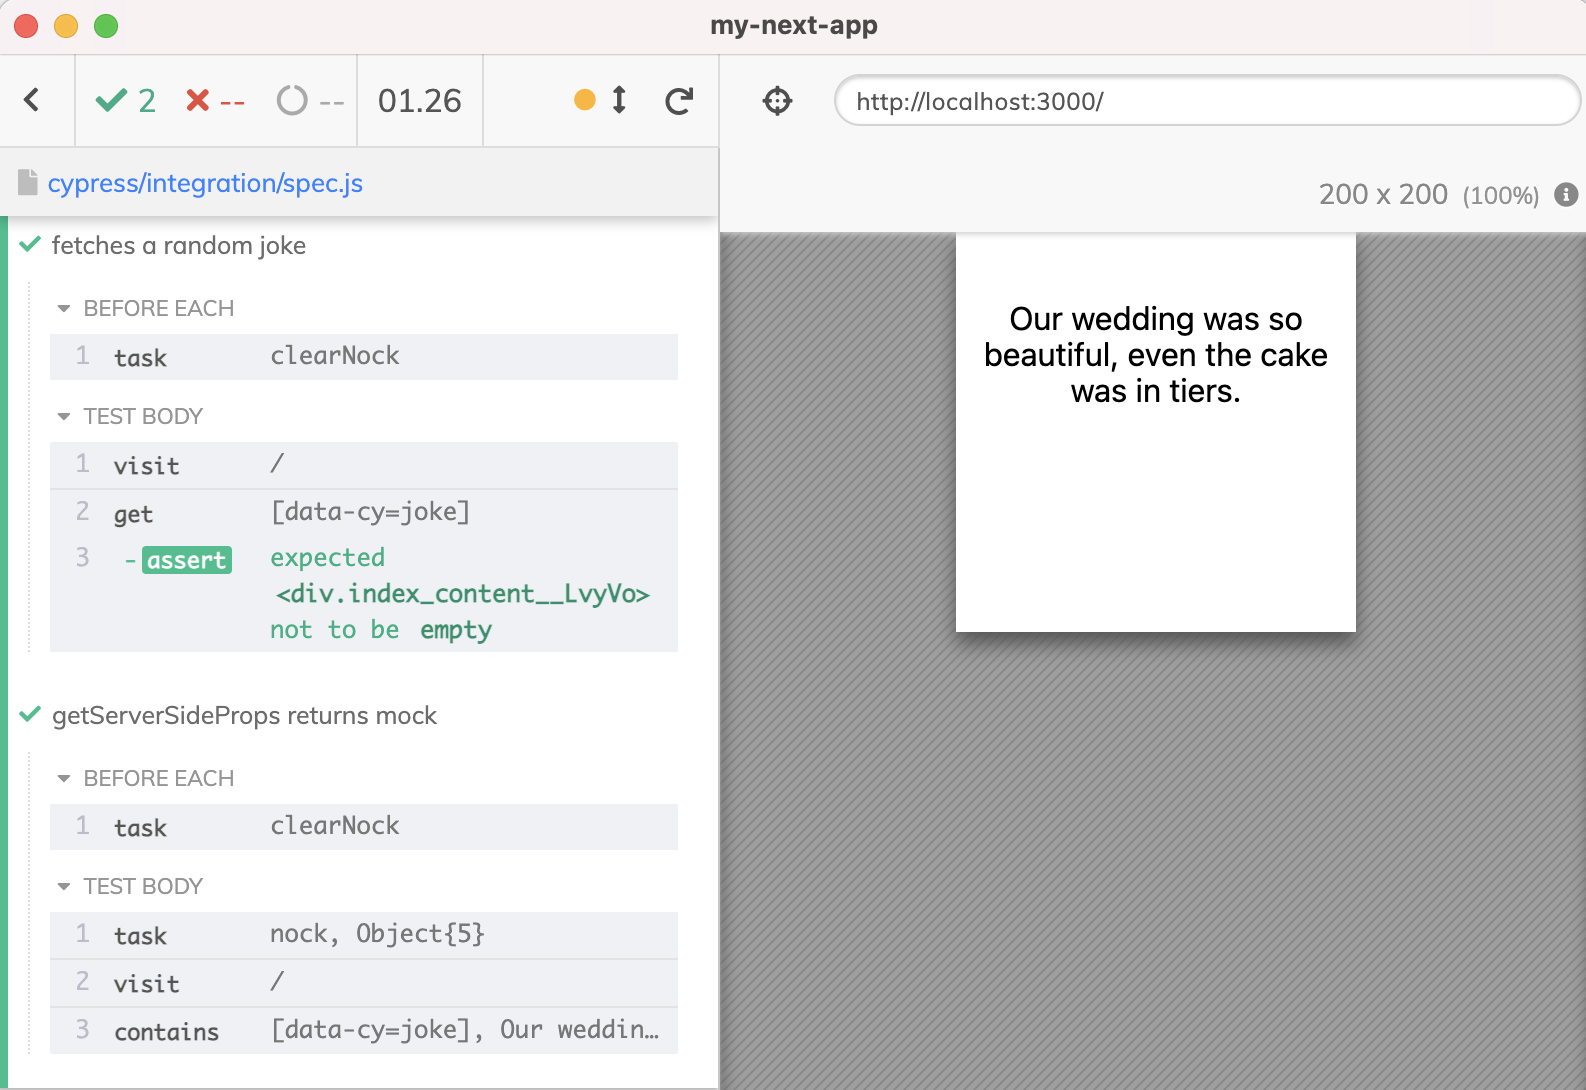 my-next-app
2 -- -- 01.26
http://localhost:3000/
cypress/integration/spec.js
200 x 200 (100%)
fetches a random joke
BEFORE EACH
1 task clearNock
TEST BODY
1 visit /
2 get [data-cy=joke]
3 -assert expected
<div.index_content__LvyVo>
not to be empty
getServerSideProps returns mock
BEFORE EACH
1 task clearNock
TEST BODY
1 task nock, Object{5}
2 visit /
3 contains [data-cy=joke], Our weddin…
Our wedding was so
beautiful, even the cake
was in tiers.